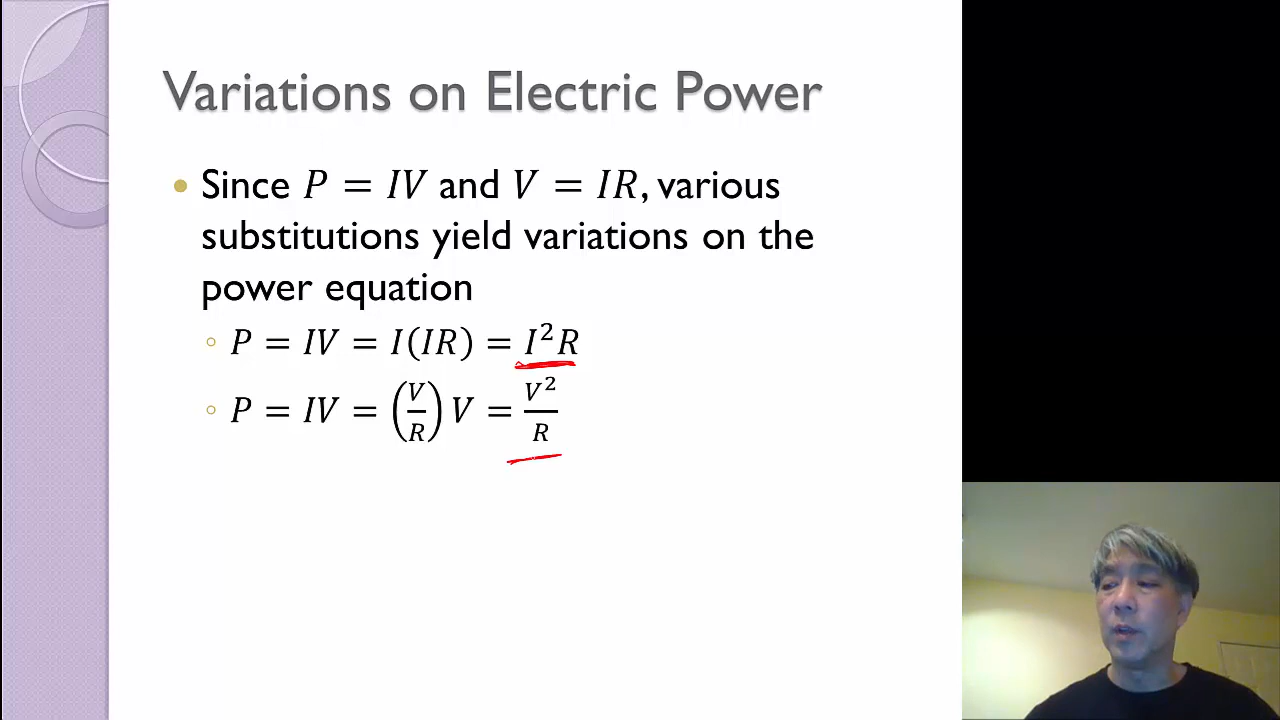 Variations on Electric Power
• Since P = IV and V = IR, various
substitutions yield variations on the
power equation
◦ P = IV = I(IR) = I²R
◦ P = IV = (V/R) V = V²/R